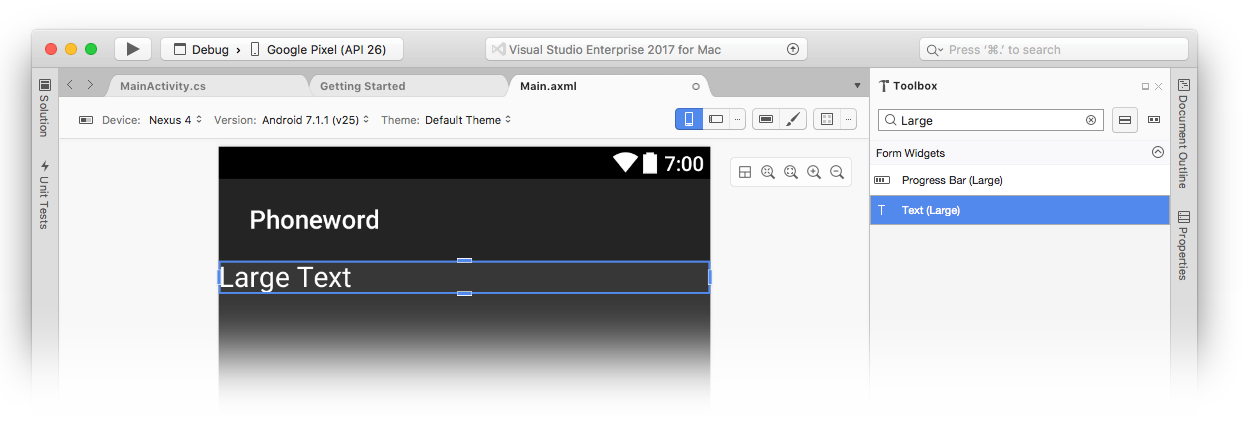 Debug › Google Pixel (API 26)
Visual Studio Enterprise 2017 for Mac
Press ‘⌘.’ to search
Solution
Unit Tests
MainActivity.cs
Getting Started
Main.axml
Device: Nexus 4 Version: Android 7.1.1 (v25) Theme: Default Theme
7:00
Phoneword
Large Text
Toolbox
Large
Form Widgets
Progress Bar (Large)
T Text (Large)
Document Outline
Properties